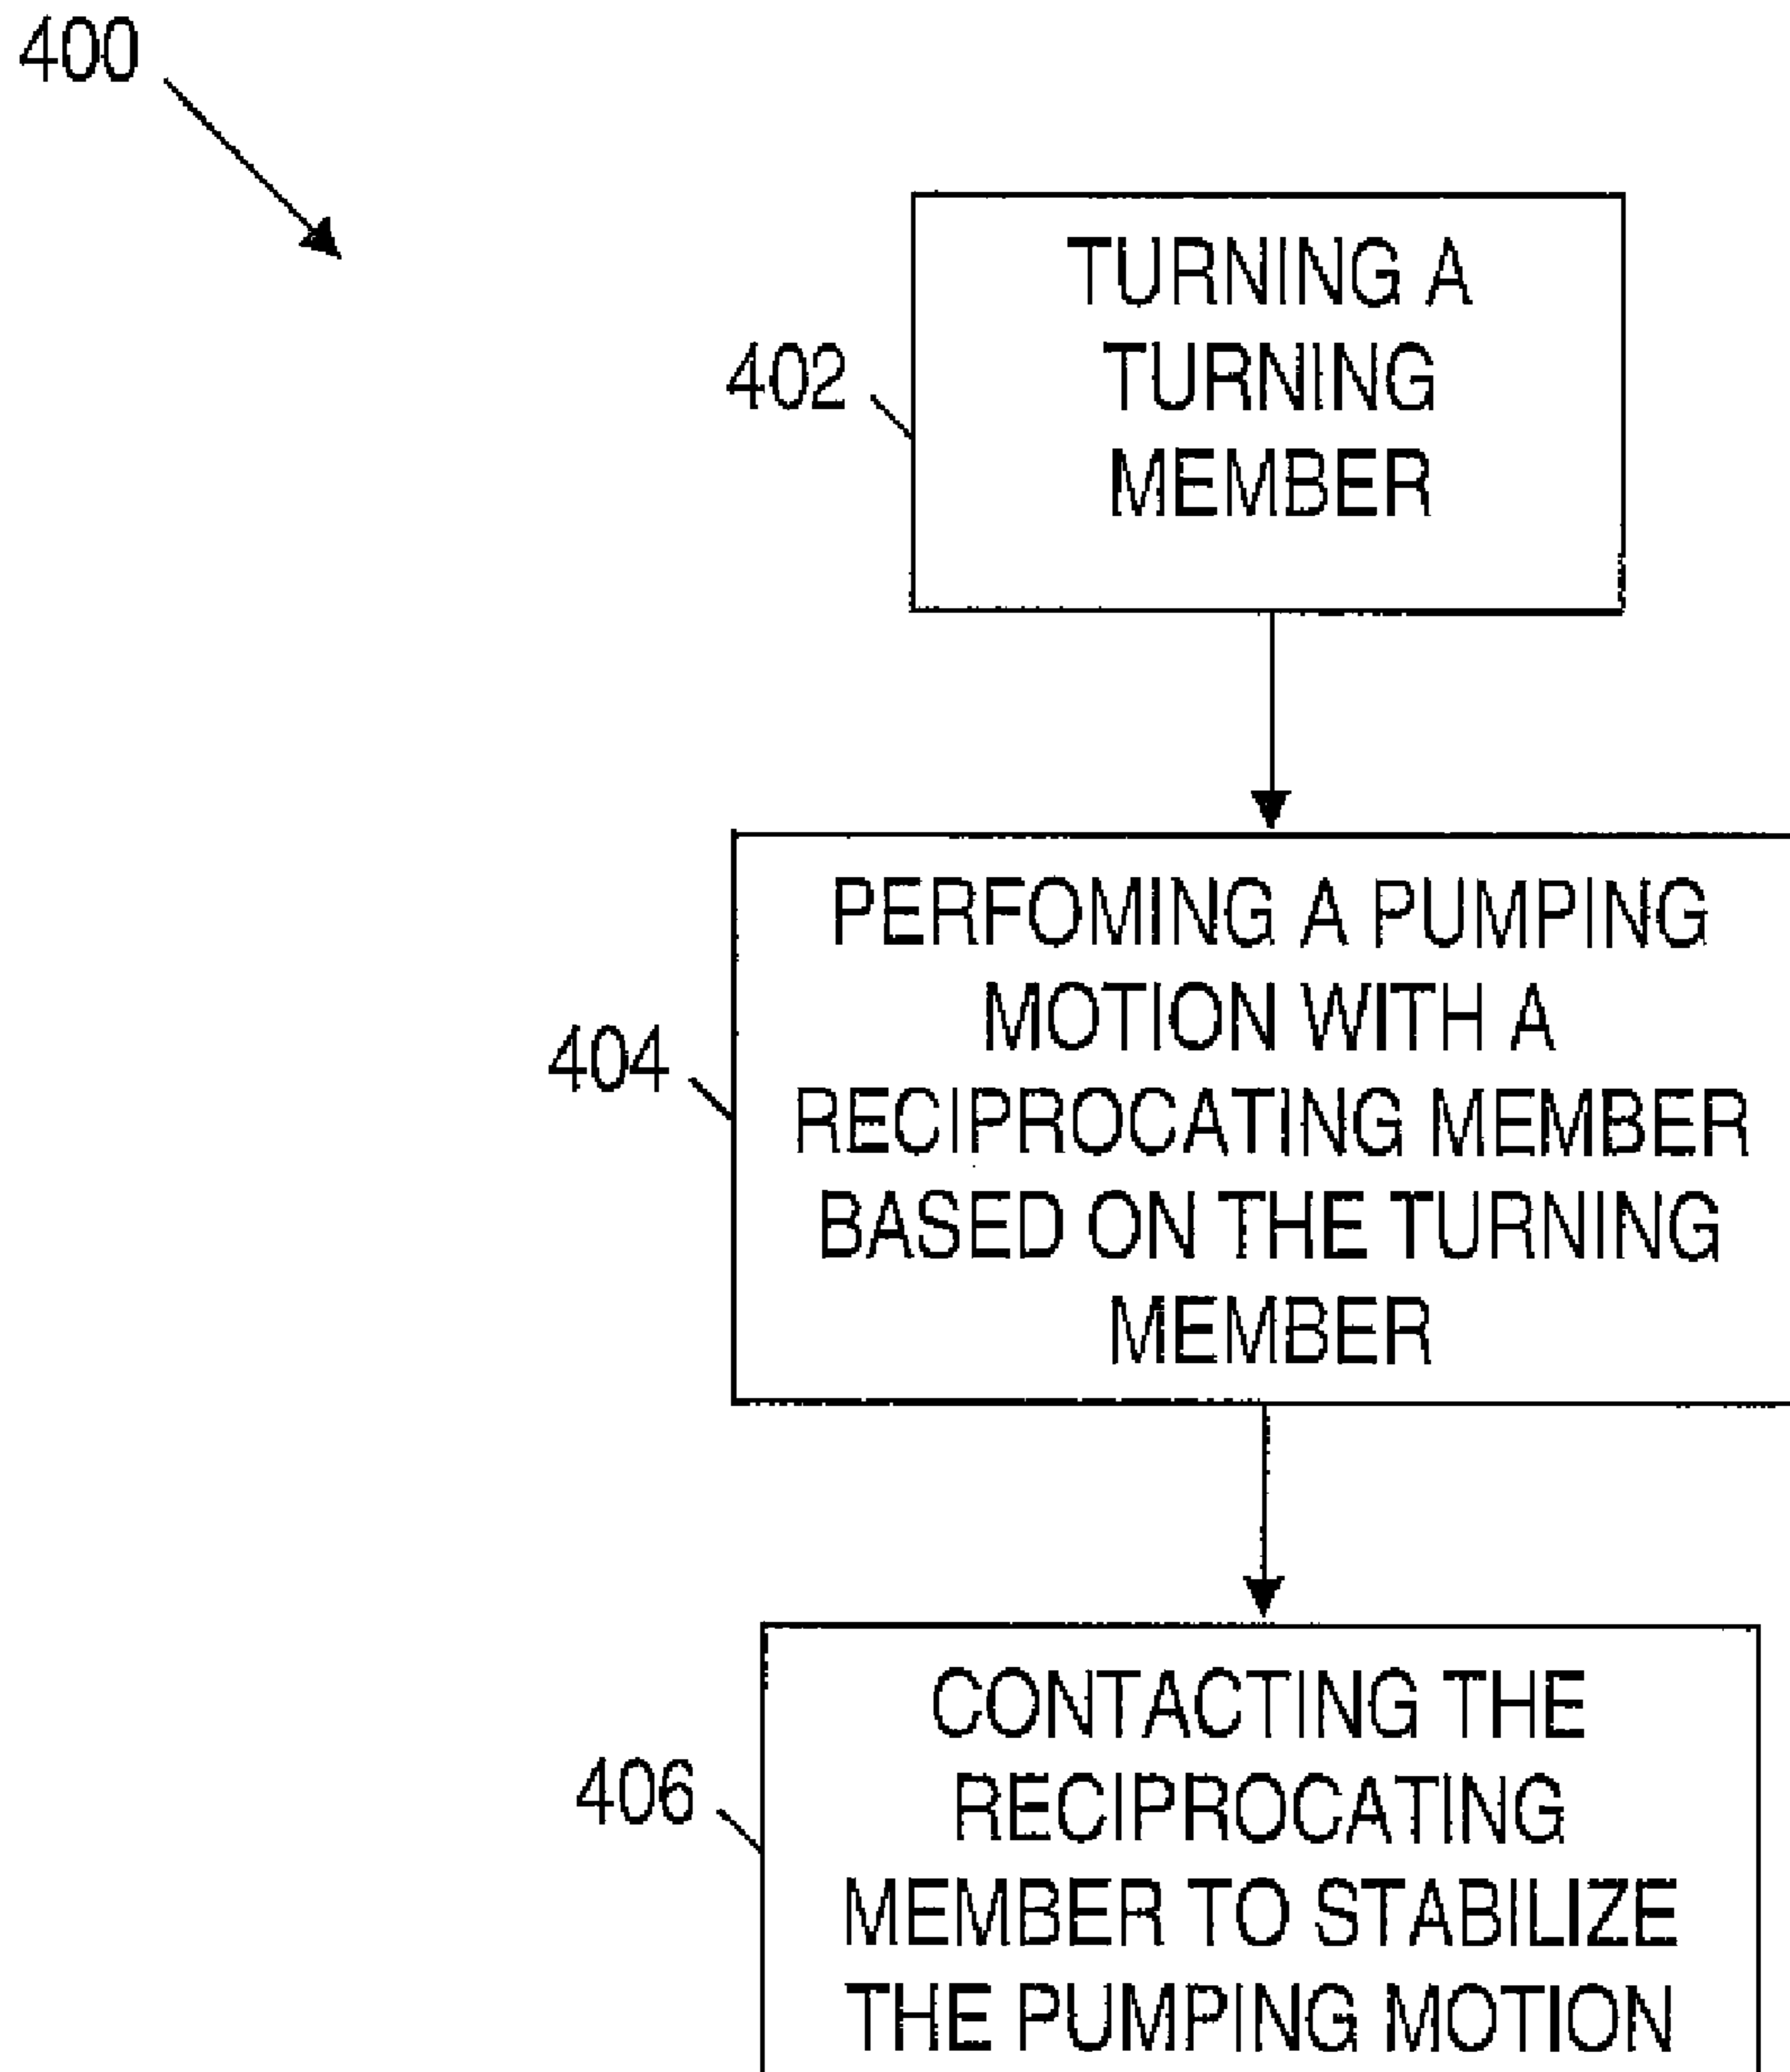 400
402
TURNING A
TURNING
MEMBER
404
PERFOMING A PUMPING
MOTION WITH A
RECIPROCATING MEMBER
BASED ON THE TURNING
MEMBER
406
CONTACTING THE
RECIPROCATING
MEMBER TO STABILIZE
THE PUMPING MOTION